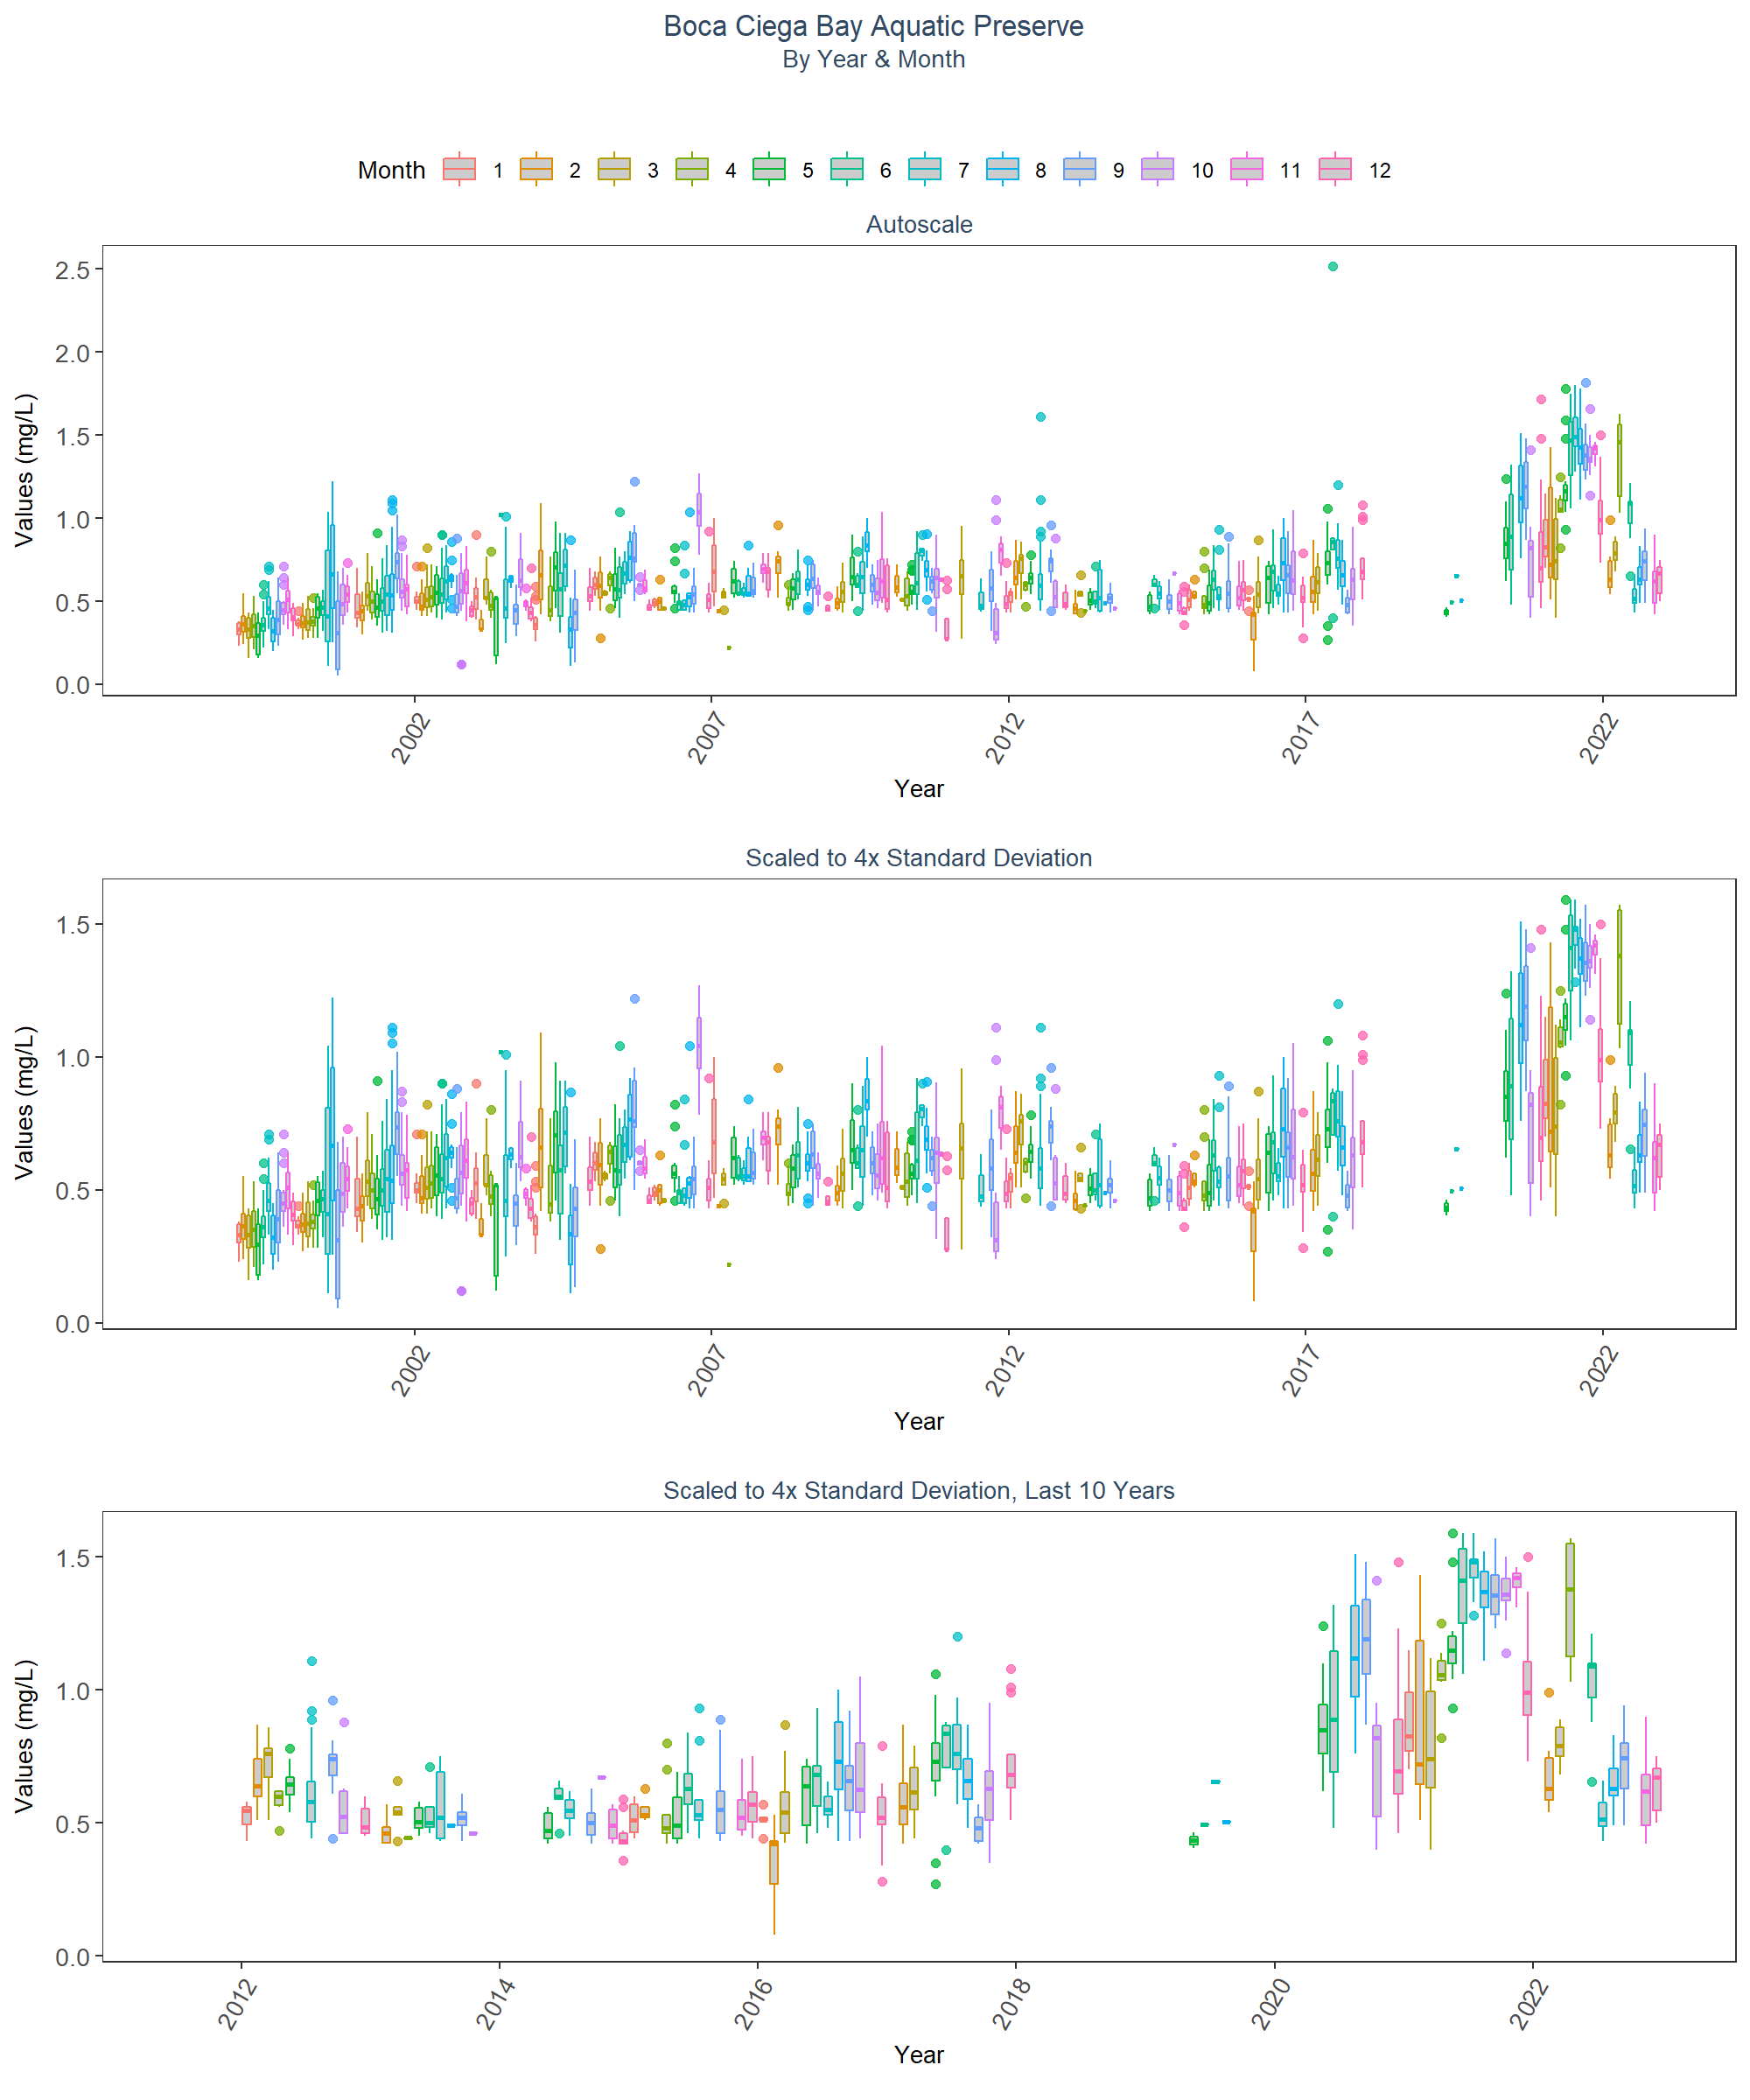 Boca Ciega Bay Aquatic Preserve
By Year & Month
Month 1 2 3 4 5 6 7 8 9 10 11 12
Autoscale
Values (mg/L)
2.5
2.0
1.5
1.0
0.5
0.0
2002 2007 2012 2017 2022
Year
Scaled to 4x Standard Deviation
Values (mg/L)
1.5
1.0
0.5
0.0
2002 2007 2012 2017 2022
Year
Scaled to 4x Standard Deviation, Last 10 Years
Values (mg/L)
1.5
1.0
0.5
0.0
2012 2014 2016 2018 2020 2022
Year